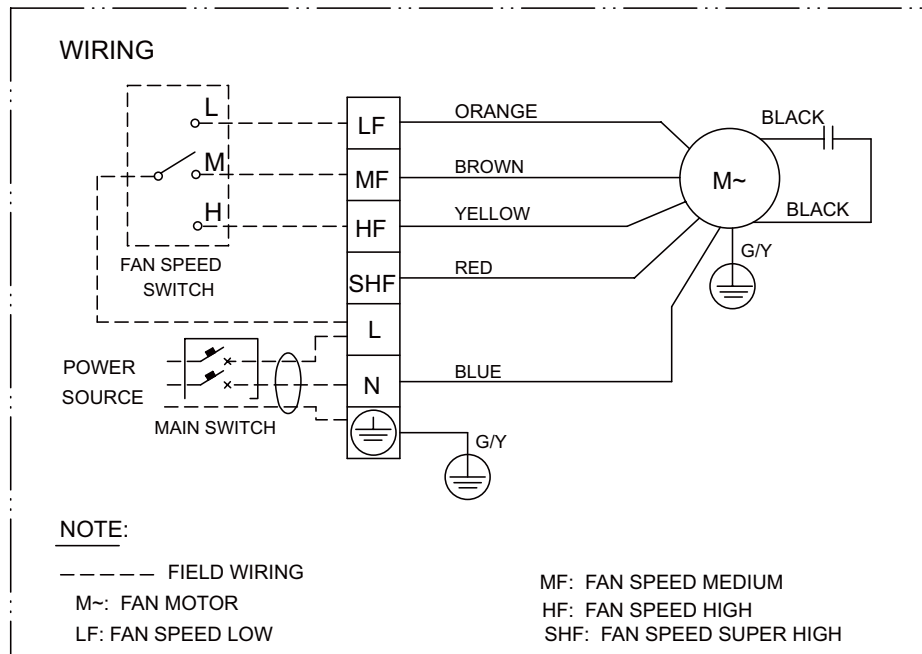 WIRING
L
M
H
FAN SPEED
SWITCH
POWER
SOURCE
MAIN SWITCH
LF
MF
HF
SHF
L
N
ORANGE
BROWN
YELLOW
RED
BLUE
G/Y
M~
BLACK
BLACK
G/Y
NOTE:
FIELD WIRING
M~: FAN MOTOR
LF: FAN SPEED LOW
MF: FAN SPEED MEDIUM
HF: FAN SPEED HIGH
SHF: FAN SPEED SUPER HIGH